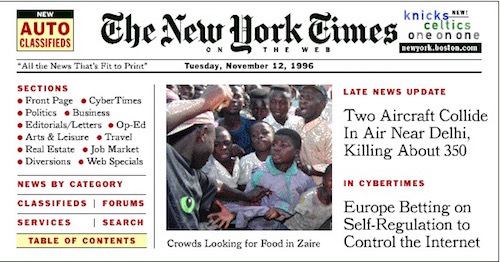 NEW
AUTO
CLASSIFIEDS
The New York Times
ON THE WEB
knicks NEW!
celtics
one on one
newyork.boston.com
"All the News That's Fit to Print"
Tuesday, November 12, 1996
SECTIONS
• Front Page • CyberTimes
• Politics • Business
• Editorials/Letters • Op-Ed
• Arts & Leisure • Travel
• Real Estate • Job Market
• Diversions • Web Specials
NEWS BY CATEGORY
CLASSIFIEDS | FORUMS
SERVICES | SEARCH
TABLE OF CONTENTS
Crowds Looking for Food in Zaire
LATE NEWS UPDATE
Two Aircraft Collide
In Air Near Delhi,
Killing About 350
IN CYBERTIMES
Europe Betting on
Self-Regulation to
Control the Internet